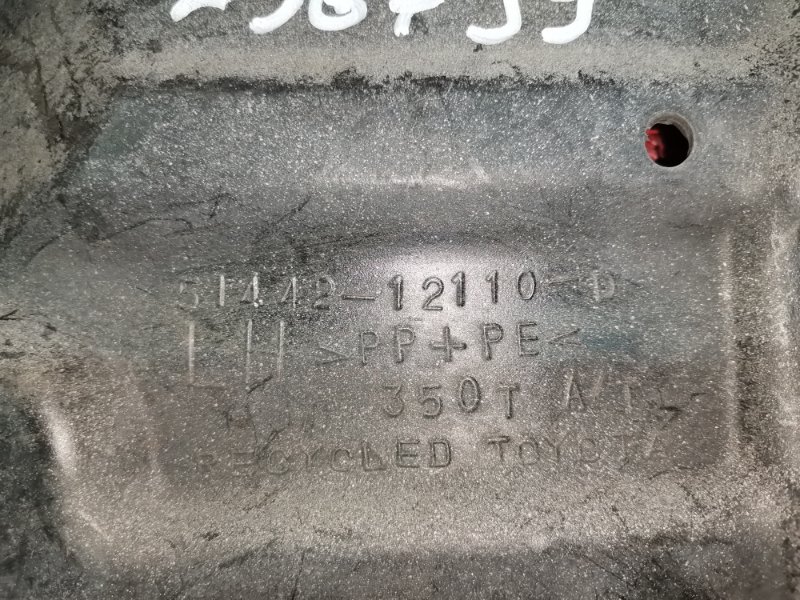 51442-12110-D
LH >PP+PE<
350T A/T
RECYCLED TOYOTA